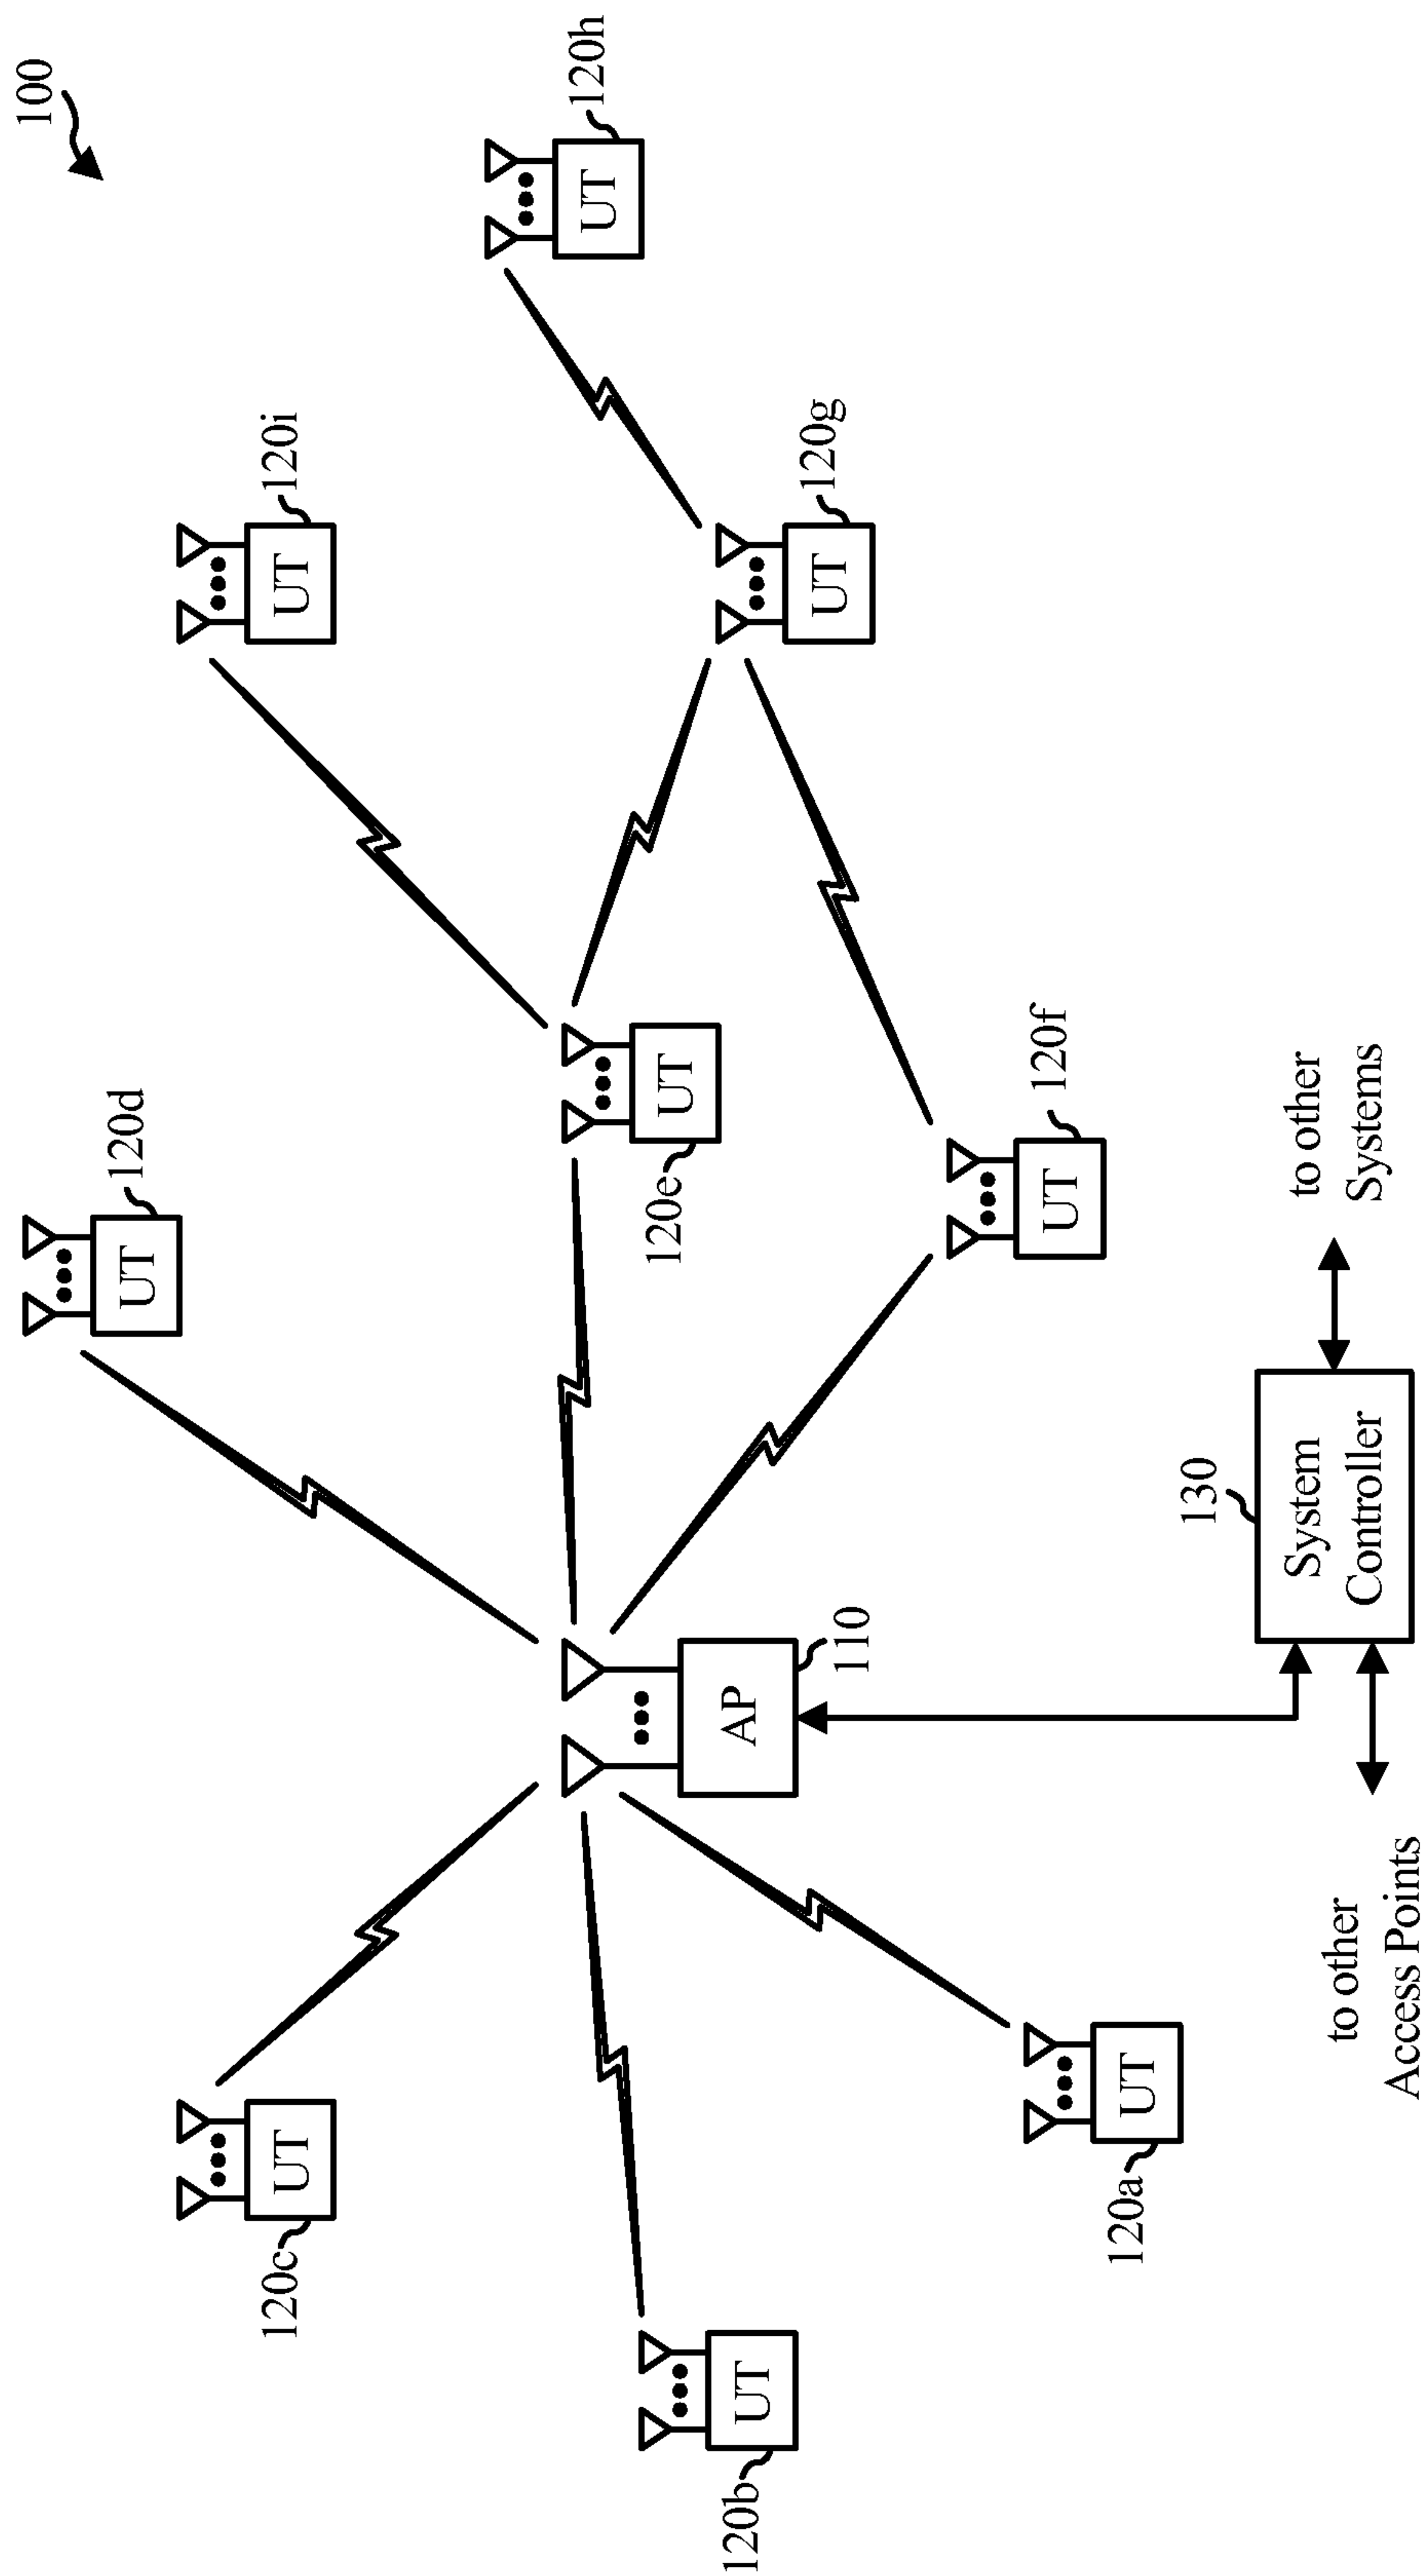 100
120d
UT
120i
UT
120c
UT
120h
UT
120e
UT
120b
UT
AP
110
120g
UT
120f
UT
120a
UT
130
System
Controller
to other
Systems
to other
Access Points